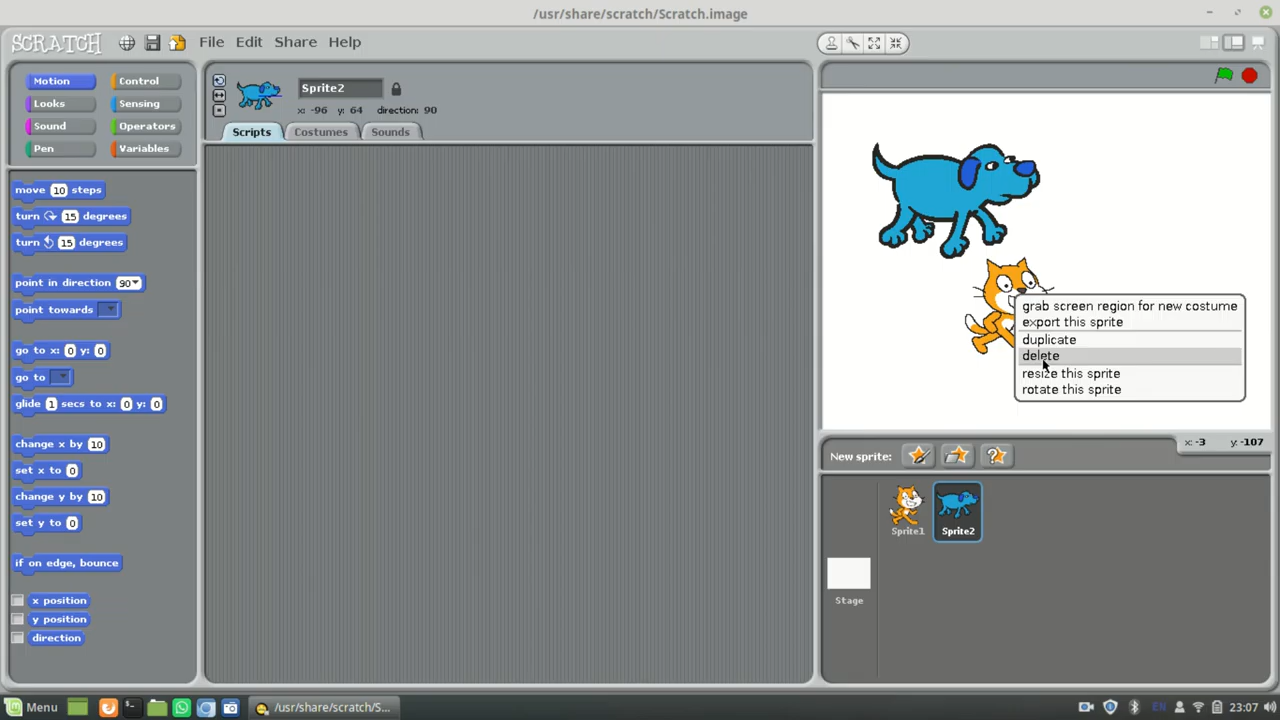 /usr/share/scratch/Scratch.image
SCRATCH File Edit Share Help
Motion Control
Looks Sensing
Sound Operators
Pen Variables
move 10 steps
turn 15 degrees
turn 15 degrees
point in direction 90
point towards
go to x: 0 y: 0
go to
glide 1 secs to x: 0 y: 0
change x by 10
set x to 0
change y by 10
set y to 0
if on edge, bounce
x position
y position
direction
Sprite2
x: -96 y: 64 direction: 90
Scripts Costumes Sounds
grab screen region for new costume
export this sprite
duplicate
delete
resize this sprite
rotate this sprite
x: -3 y: -107
New sprite:
Sprite1 Sprite2
Stage
Menu /usr/share/scratch/S... EN 23:07